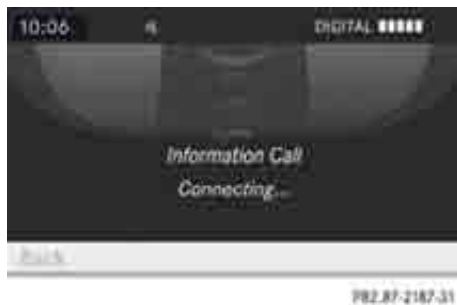 10:06 DIGITAL
Information Call
Connecting...
Back
P82.87-2187-31